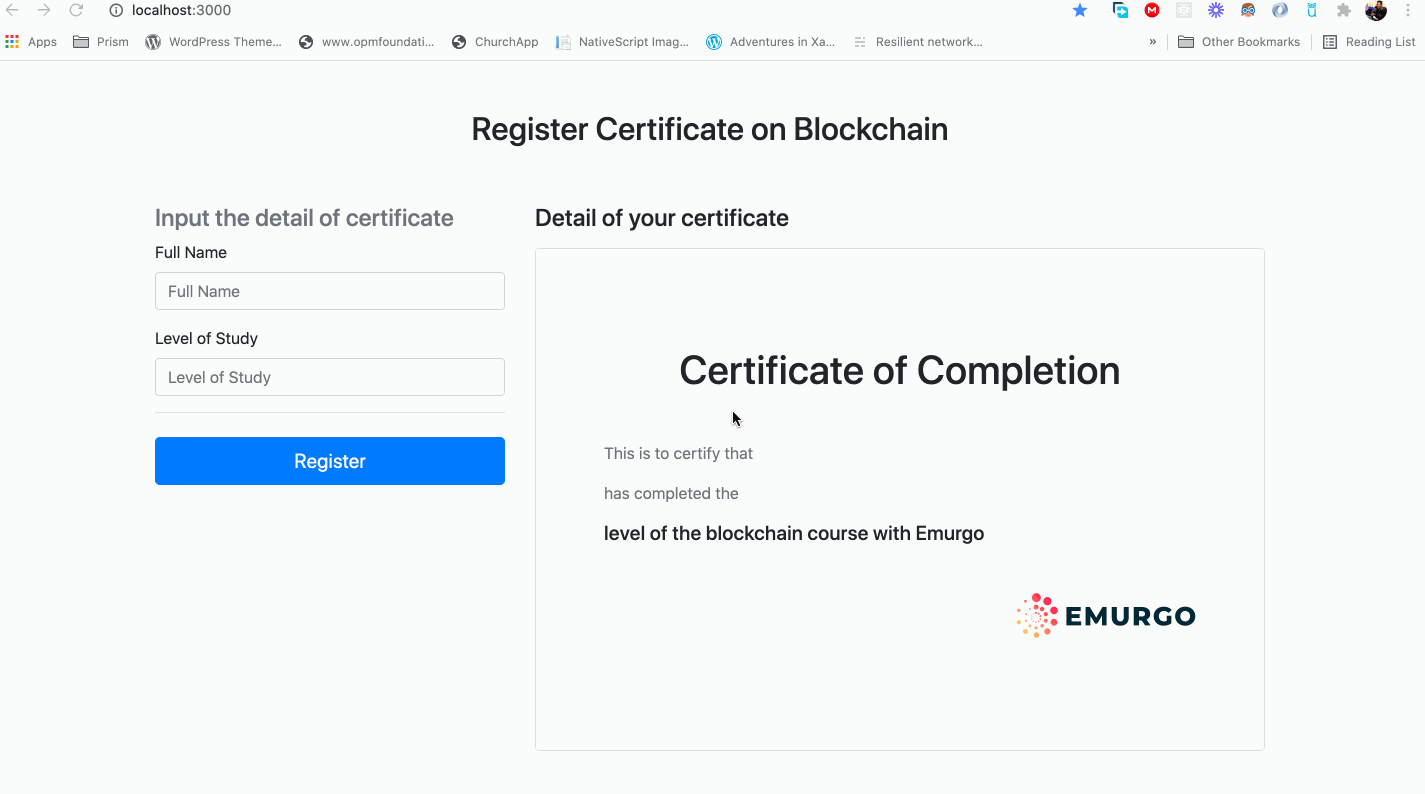 localhost:3000
Apps Prism WordPress Theme... www.opmfoundati... ChurchApp NativeScript Imag... Adventures in Xa... Resilient network... » Other Bookmarks Reading List
Register Certificate on Blockchain
Input the detail of certificate
Full Name
Full Name
Level of Study
Level of Study
Register
Detail of your certificate
Certificate of Completion
This is to certify that
has completed the
level of the blockchain course with Emurgo
EMURGO